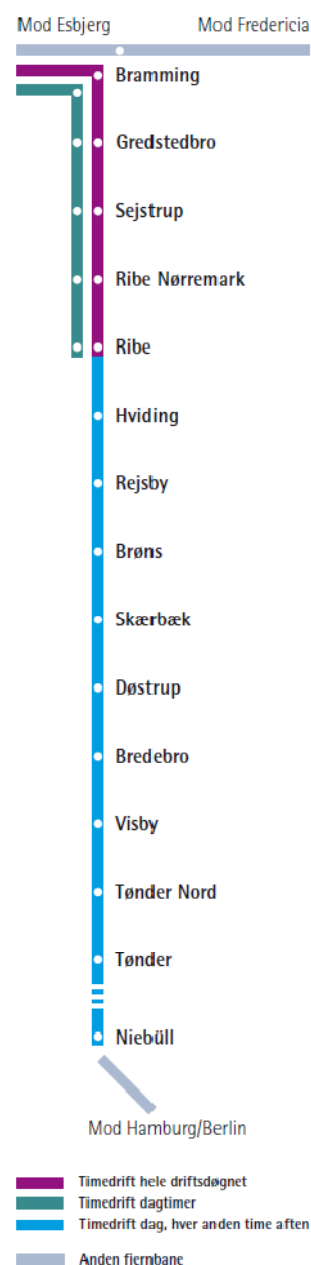 Mod Esbjerg Mod Fredericia
Bramming
Gredstedbro
Sejstrup
Ribe Nørremark
Ribe
Hviding
Rejsby
Brøns
Skærbæk
Døstrup
Bredebro
Visby
Tønder Nord
Tønder
Niebüll
Mod Hamburg/Berlin
Timedrift hele driftsdøgnet
Timedrift dagtimer
Timedrift dag, hver anden time aften
Anden fjernbane